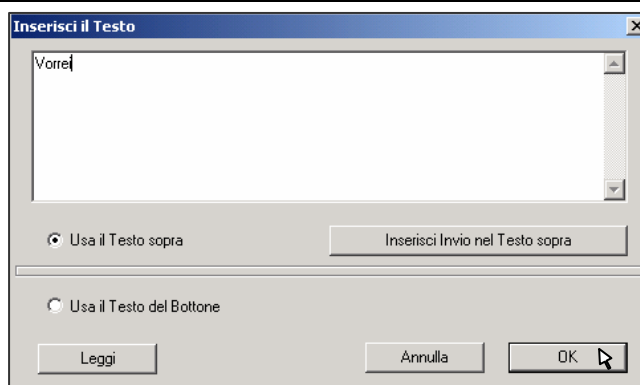 Inserisci il Testo
Vorrei
Usa il Testo sopra
Inserisci Invio nel Testo sopra
Usa il Testo del Bottone
Leggi
Annulla
OK